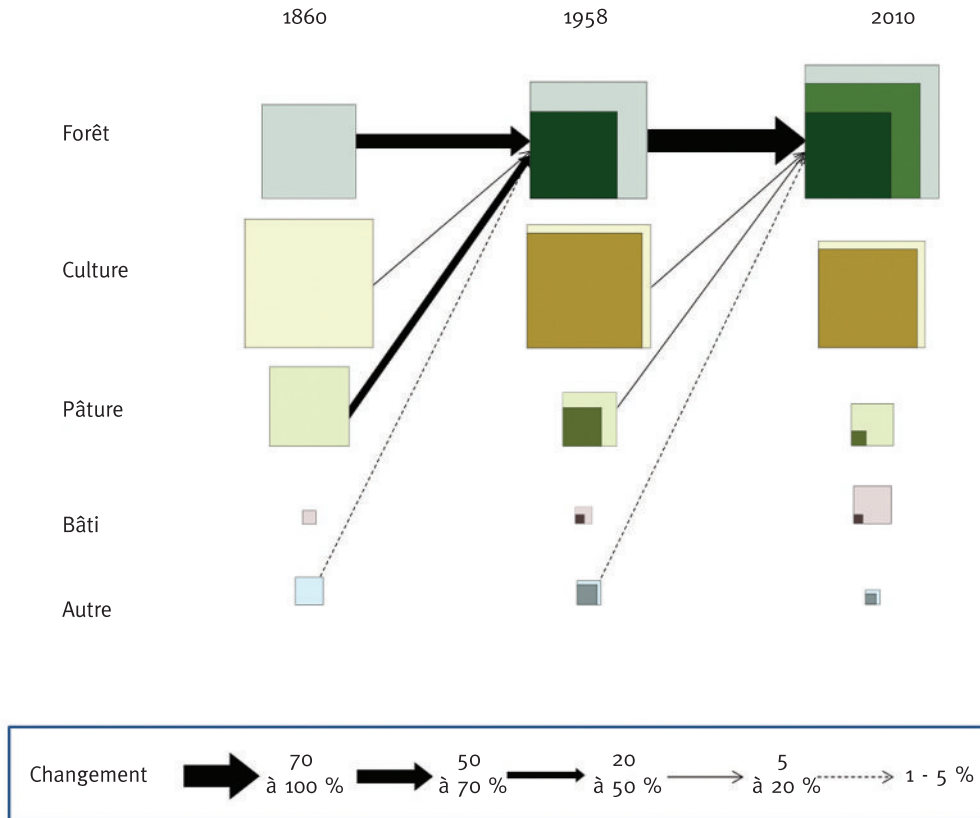 1860 1958 2010
Forêt
Culture
Pâture
Bâti
Autre
Changement
70
à 100 %
50
à 70 %
20
à 50 %
5
à 20 %
1 - 5 %